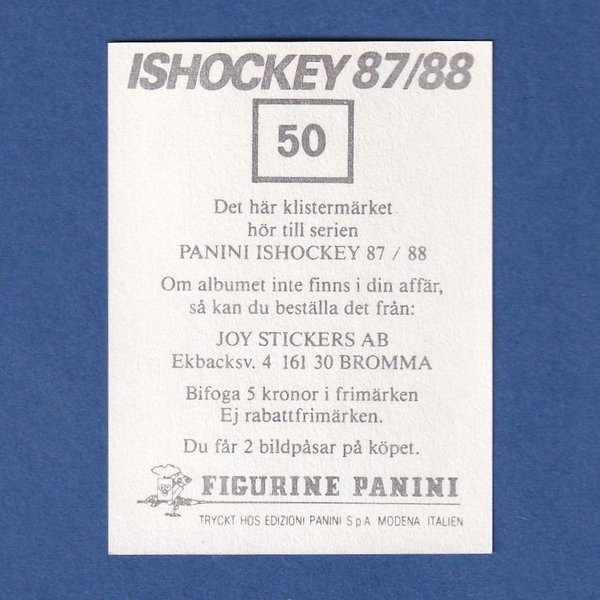 ISHOCKEY 87/88
50
Det här klistermärket
hör till serien
PANINI ISHOCKEY 87 / 88
Om albumet inte finns i din affär,
så kan du beställa det från:
JOY STICKERS AB
Ekbacksv. 4 161 30 BROMMA
Bifoga 5 kronor i frimärken
Ej rabattfrimärken.
Du får 2 bildpåsar på köpet.
FIGURINE PANINI
TRYCKT HOS EDIZIONI PANINI S.p.A. MODENA ITALIEN